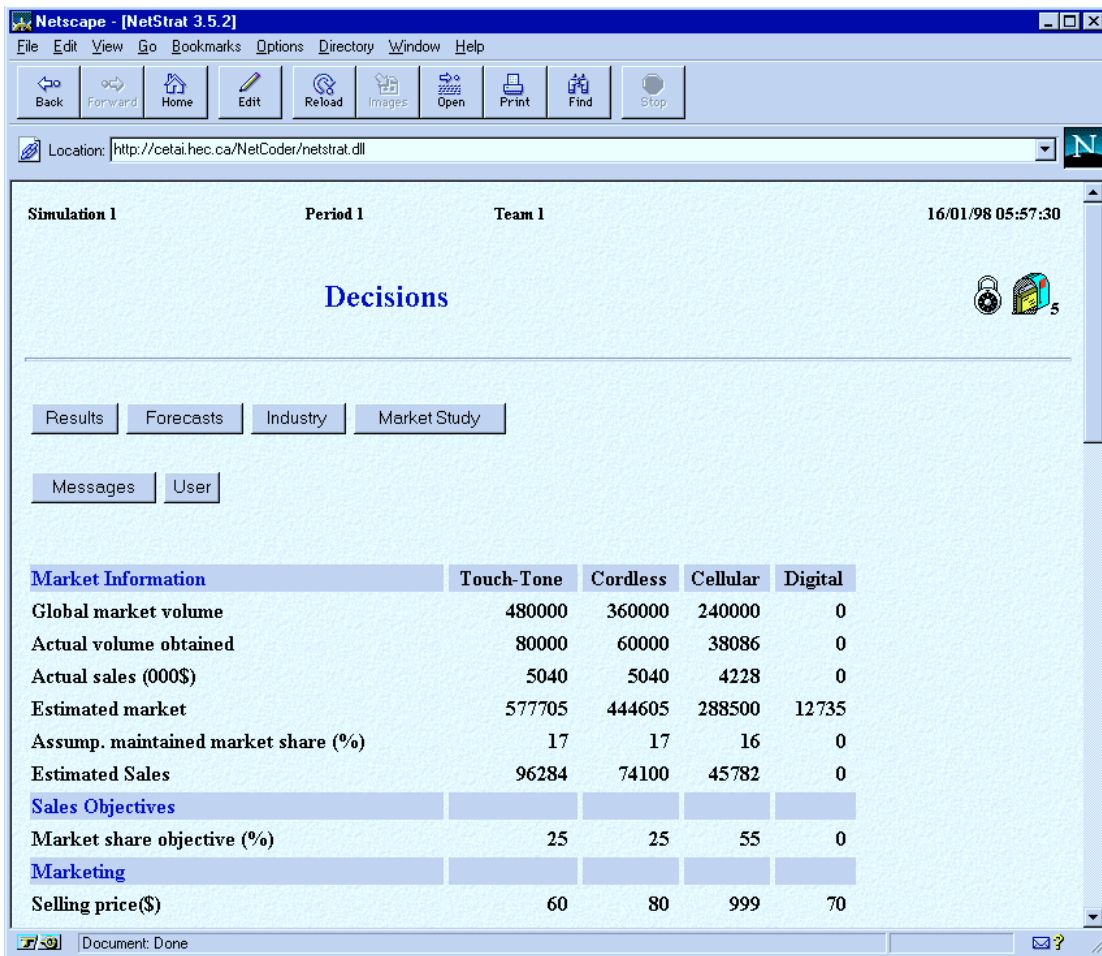 Netscape - [NetStrat 3.5.2]
File Edit View Go Bookmarks Options Directory Window Help
Back Forward Home Edit Reload Images Open Print Find Stop
Location: http://cetai.hec.ca/NetCoder/netstrat.dll
N
Simulation 1 Period 1 Team 1 16/01/98 05:57:30
Decisions
5
Results Forecasts Industry Market Study
Messages User
Market Information Touch-Tone Cordless Cellular Digital
Global market volume 480000 360000 240000 0
Actual volume obtained 80000 60000 38086 0
Actual sales (000$) 5040 5040 4228 0
Estimated market 577705 444605 288500 12735
Assump. maintained market share (%) 17 17 16 0
Estimated Sales 96284 74100 45782 0
Sales Objectives
Market share objective (%) 25 25 55 0
Marketing
Selling price($) 60 80 999 70
Document: Done
?